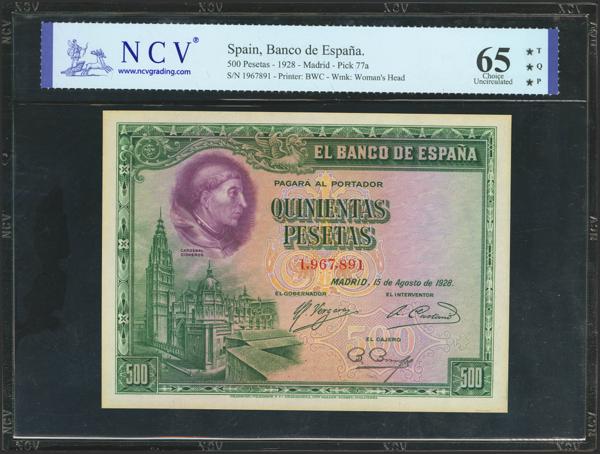 NCV®
www.ncvgrading.com
Spain, Banco de España.
500 Pesetas - 1928 - Madrid - Pick 77a
S/N 1967891 - Printer: BWC - Wmk: Woman's Head
65
Choice
Uncirculated
★ T
★ Q
★ P
EL BANCO DE ESPAÑA
PAGARÁ AL PORTADOR
QUINIENTAS
PESETAS
CARDENAL
CISNEROS
1,967,891
MADRID, 15 de Agosto de 1928.
EL GOBERNADOR
EL INTERVENTOR
500
EL CAJERO
500
500
NCV